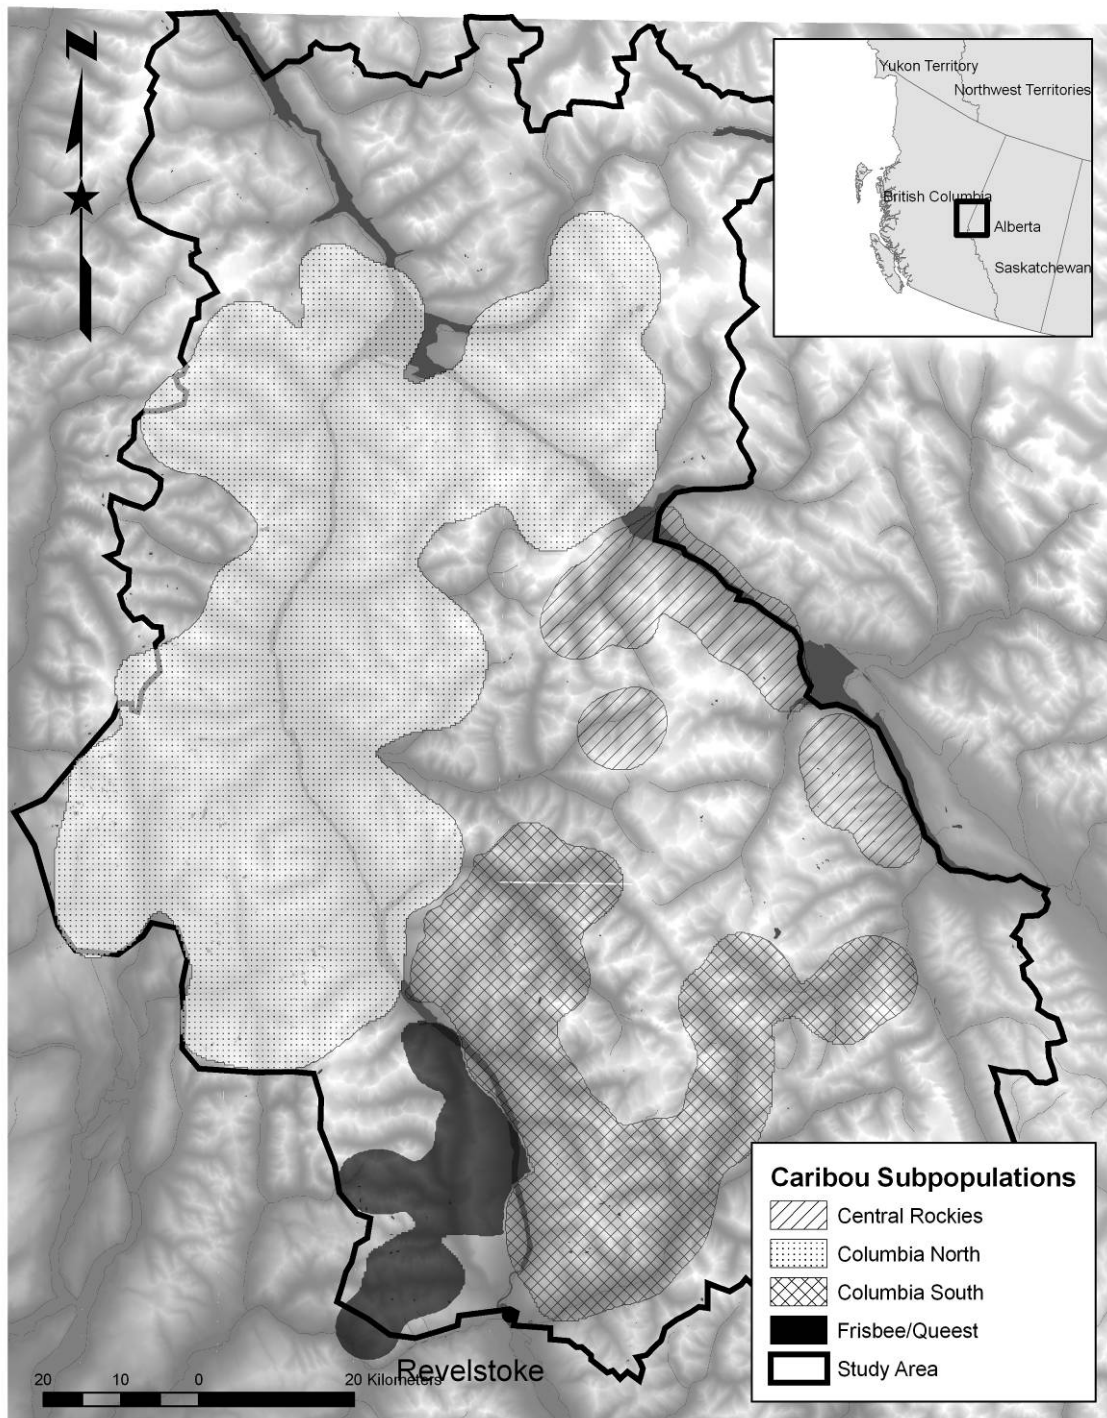 N
Yukon Territory
Northwest Territories
British Columbia
Alberta
Saskatchewan
Caribou Subpopulations
Central Rockies
Columbia North
Columbia South
Frisbee/Queest
Study Area
Revelstoke
20 10 0 20 Kilometers